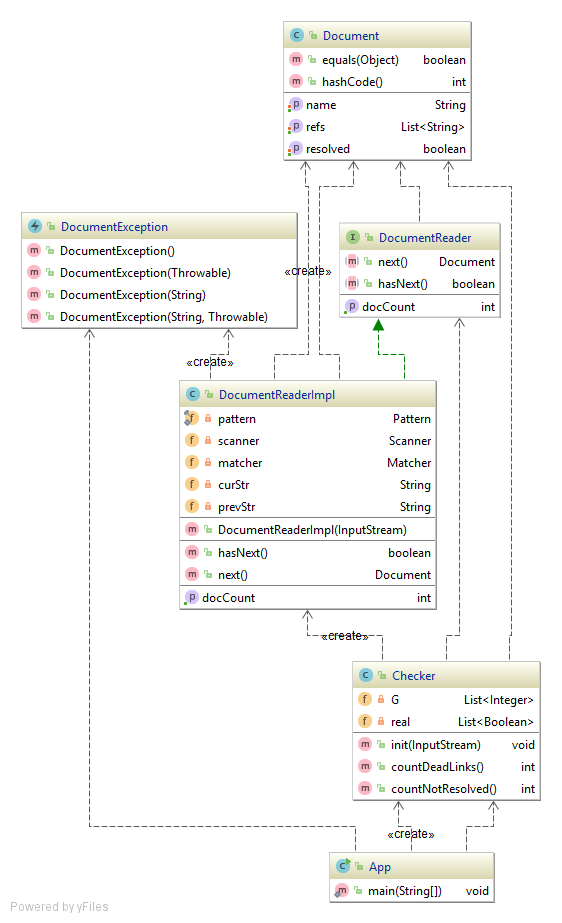 Document
equals(Object) boolean
hashCode() int
name String
refs List<String>
resolved boolean
DocumentException
DocumentException()
DocumentException(Throwable)
DocumentException(String)
DocumentException(String, Throwable)
DocumentReader
next() Document
hasNext() boolean
docCount int
«create»
«create»
DocumentReaderImpl
pattern Pattern
scanner Scanner
matcher Matcher
curStr String
prevStr String
DocumentReaderImpl(InputStream)
hasNext() boolean
next() Document
docCount int
«create»
Checker
G List<Integer>
real List<Boolean>
init(InputStream) void
countDeadLinks() int
countNotResolved() int
«create»
App
main(String[]) void
Powered by yFiles